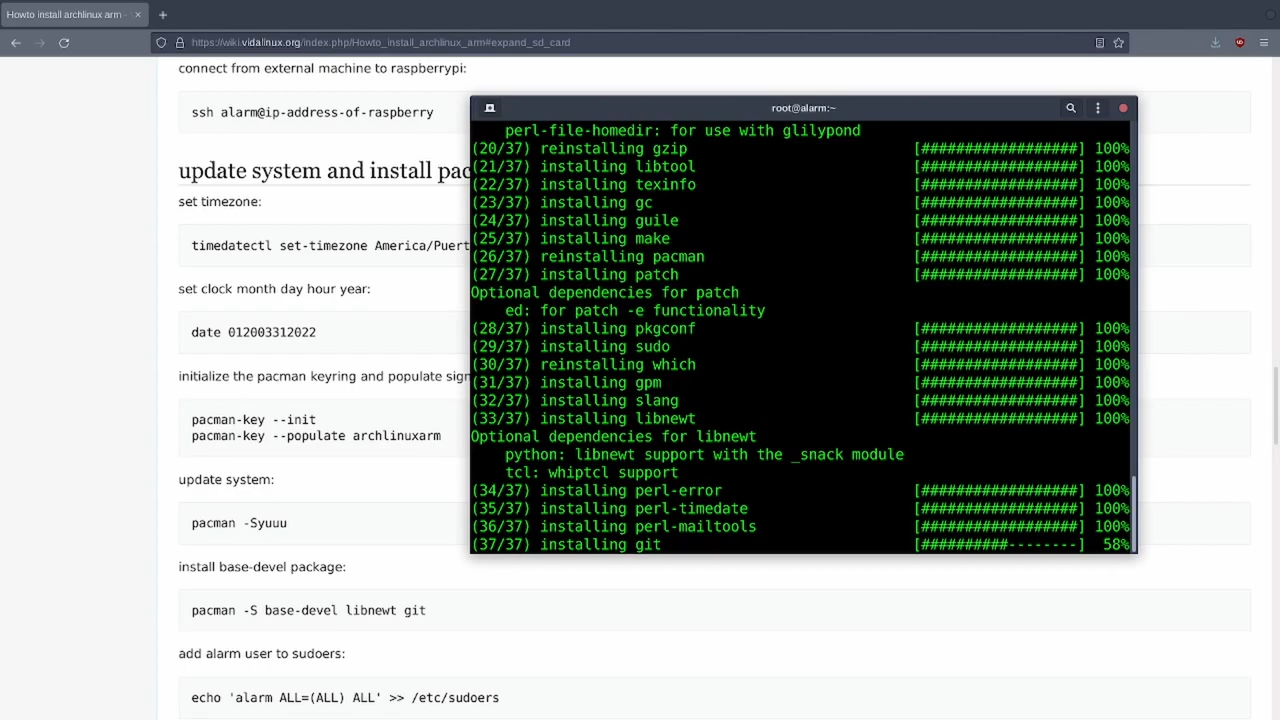 Howto install archlinux arm -
https://wiki.vidalinux.org/index.php/Howto_install_archlinux_arm#expand_sd_card
connect from external machine to raspberrypi:
ssh alarm@ip-address-of-raspberry
update system and install pac
set timezone:
timedatectl set-timezone America/Puert
set clock month day hour year:
date 012003312022
initialize the pacman keyring and populate sign
pacman-key --init
pacman-key --populate archlinuxarm
update system:
pacman -Syuuu
install base-devel package:
pacman -S base-devel libnewt git
add alarm user to sudoers:
echo 'alarm ALL=(ALL) ALL' >> /etc/sudoers
root@alarm:~
perl-file-homedir: for use with glilypond
(20/37) reinstalling gzip [##################] 100%
(21/37) installing libtool [##################] 100%
(22/37) installing texinfo [##################] 100%
(23/37) installing gc [##################] 100%
(24/37) installing guile [##################] 100%
(25/37) installing make [##################] 100%
(26/37) reinstalling pacman [##################] 100%
(27/37) installing patch [##################] 100%
Optional dependencies for patch
ed: for patch -e functionality
(28/37) installing pkgconf [##################] 100%
(29/37) installing sudo [##################] 100%
(30/37) reinstalling which [##################] 100%
(31/37) installing gpm [##################] 100%
(32/37) installing slang [##################] 100%
(33/37) installing libnewt [##################] 100%
Optional dependencies for libnewt
python: libnewt support with the _snack module
tcl: whiptcl support
(34/37) installing perl-error [##################] 100%
(35/37) installing perl-timedate [##################] 100%
(36/37) installing perl-mailtools [##################] 100%
(37/37) installing git [##########--------] 58%